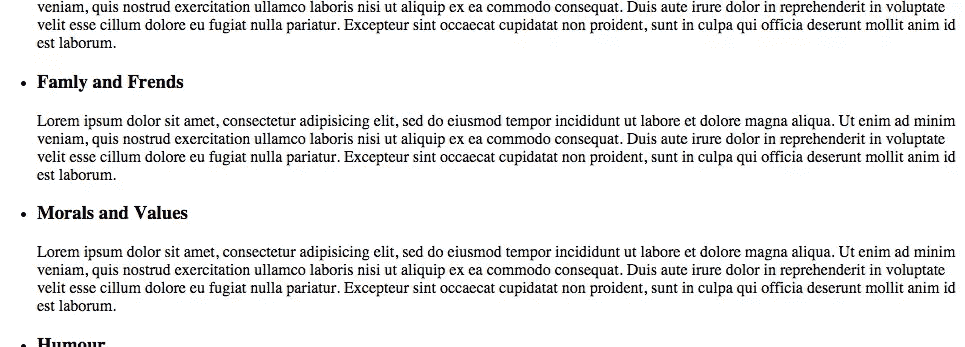 veniam, quis nostrud exercitation ullamco laboris nisi ut aliquip ex ea commodo consequat. Duis aute irure dolor in reprehenderit in voluptate
velit esse cillum dolore eu fugiat nulla pariatur. Excepteur sint occaecat cupidatat non proident, sunt in culpa qui officia deserunt mollit anim id
est laborum.
• Famly and Frends
Lorem ipsum dolor sit amet, consectetur adipisicing elit, sed do eiusmod tempor incididunt ut labore et dolore magna aliqua. Ut enim ad minim
veniam, quis nostrud exercitation ullamco laboris nisi ut aliquip ex ea commodo consequat. Duis aute irure dolor in reprehenderit in voluptate
velit esse cillum dolore eu fugiat nulla pariatur. Excepteur sint occaecat cupidatat non proident, sunt in culpa qui officia deserunt mollit anim id
est laborum.
• Morals and Values
Lorem ipsum dolor sit amet, consectetur adipisicing elit, sed do eiusmod tempor incididunt ut labore et dolore magna aliqua. Ut enim ad minim
veniam, quis nostrud exercitation ullamco laboris nisi ut aliquip ex ea commodo consequat. Duis aute irure dolor in reprehenderit in voluptate
velit esse cillum dolore eu fugiat nulla pariatur. Excepteur sint occaecat cupidatat non proident, sunt in culpa qui officia deserunt mollit anim id
est laborum.
• Humour